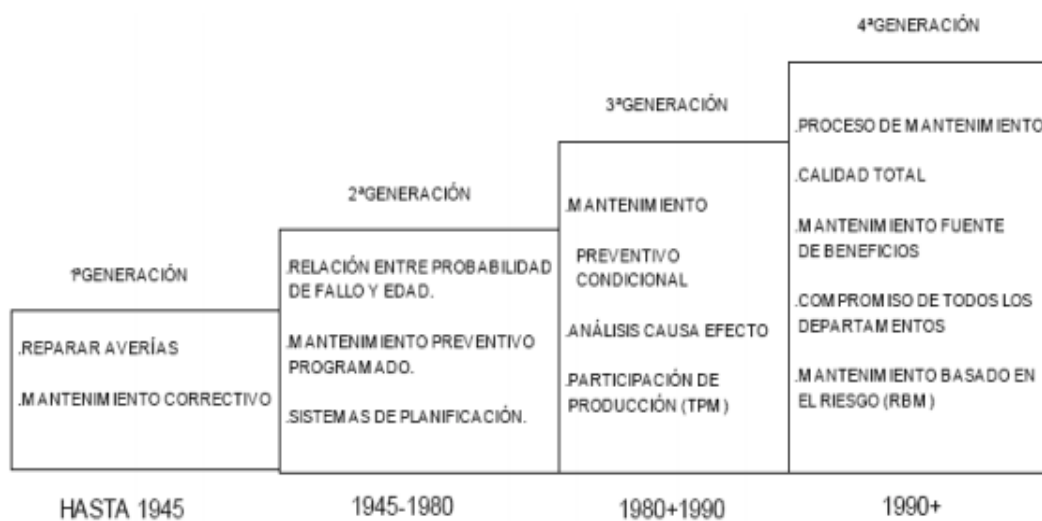 1ªGENERACIÓN
.REPARAR AVERÍAS
.MANTENIMIENTO CORRECTIVO
HASTA 1945
2ªGENERACIÓN
.RELACIÓN ENTRE PROBABILIDAD
DE FALLO Y EDAD.
.MANTENIMIENTO PREVENTIVO
PROGRAMADO.
.SISTEMAS DE PLANIFICACIÓN.
1945-1980
3ªGENERACIÓN
.MANTENIMIENTO
PREVENTIVO
CONDICIONAL
.ANÁLISIS CAUSA EFECTO
.PARTICIPACIÓN DE
PRODUCCIÓN (TPM)
1980+1990
4ªGENERACIÓN
.PROCESO DE MANTENIMIENTO
.CALIDAD TOTAL
.MANTENIMIENTO FUENTE
DE BENEFICIOS
.COMPROMISO DE TODOS LOS
DEPARTAMENTOS
.MANTENIMIENTO BASADO EN
EL RIESGO (RBM)
1990+